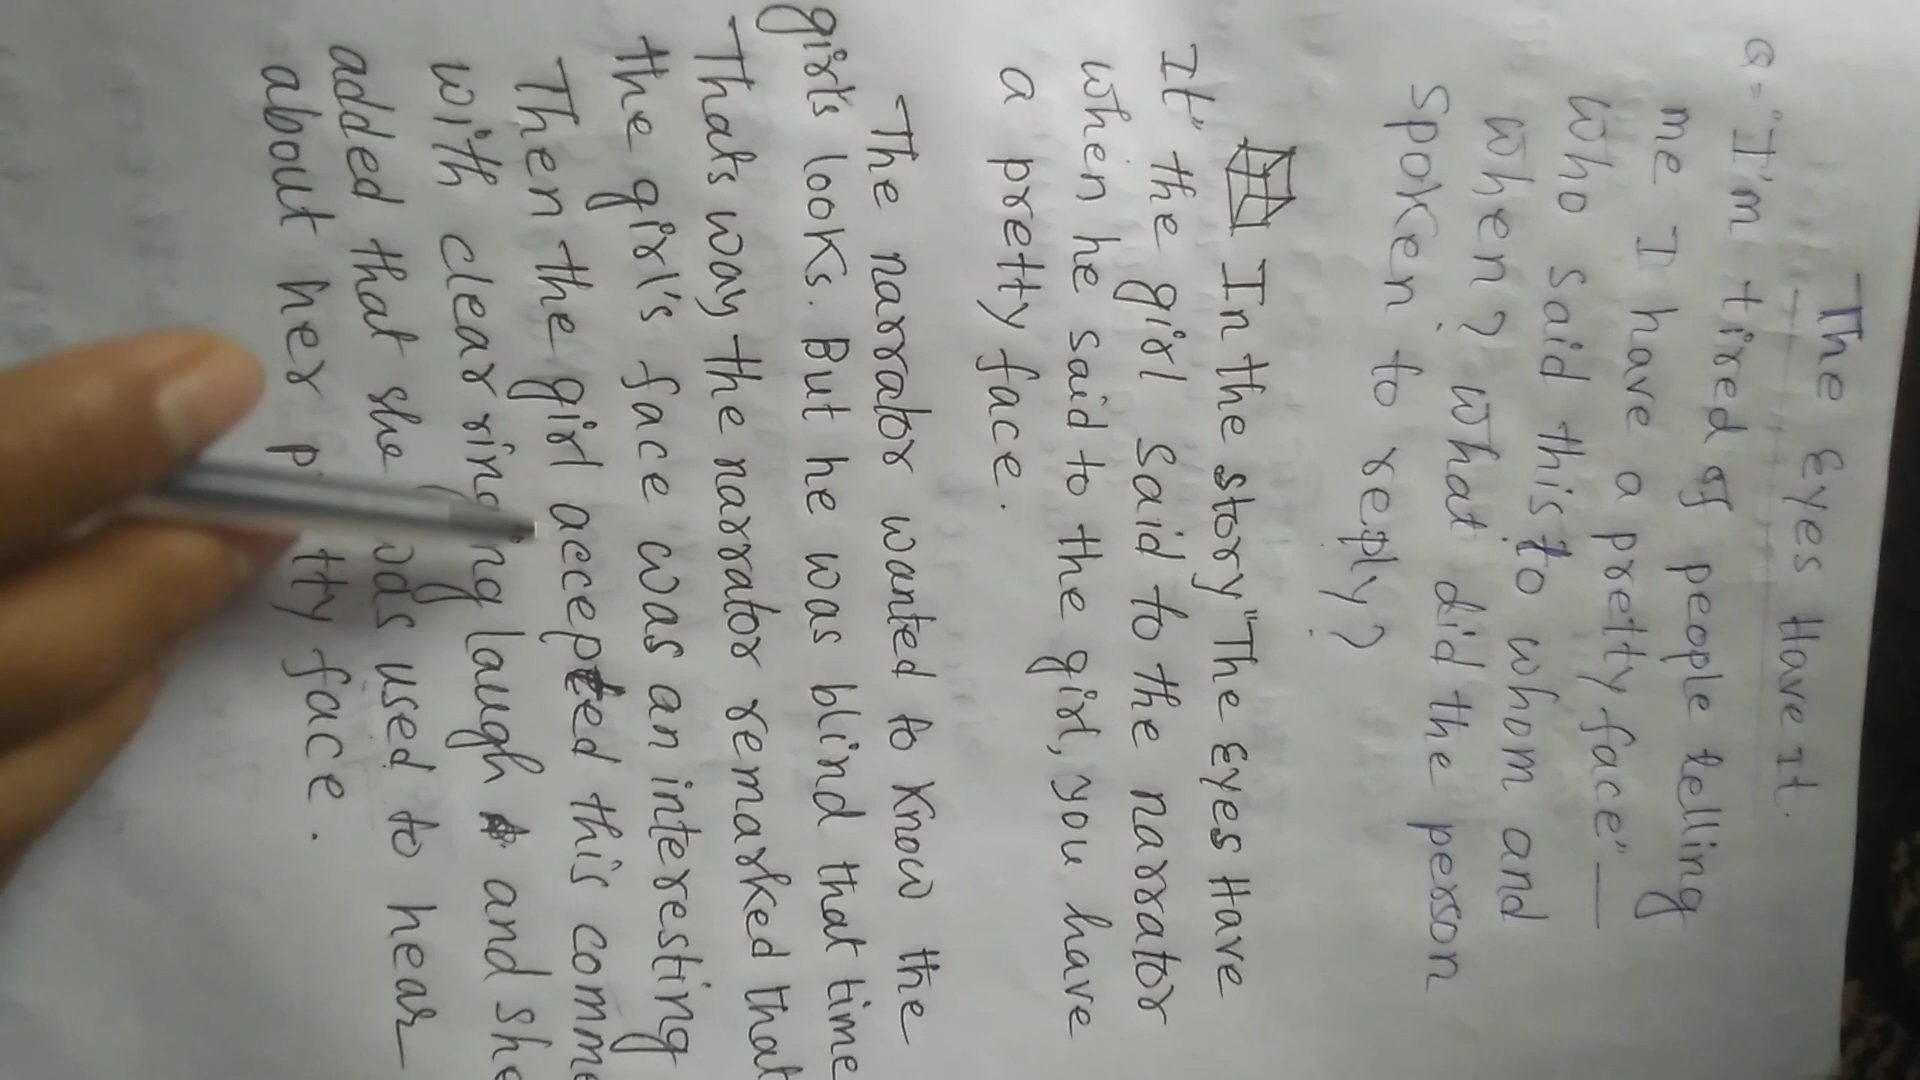 The Eyes Have It.
Q- "I'm tired of people telling
me I have a pretty face" —
Who said this to whom and
when? What did the person
spoken to reply?
In the story "The Eyes Have
It" the girl said to the narrator
when he said to the girl, you have
a pretty face.
The narrator wanted to know the
girl's looks. But he was blind that time
That's way the narrator remarked that
the girl's face was an interesting
Then the girl accepted this
with clear ringing laugh and she
added that she used to hear
about her face.